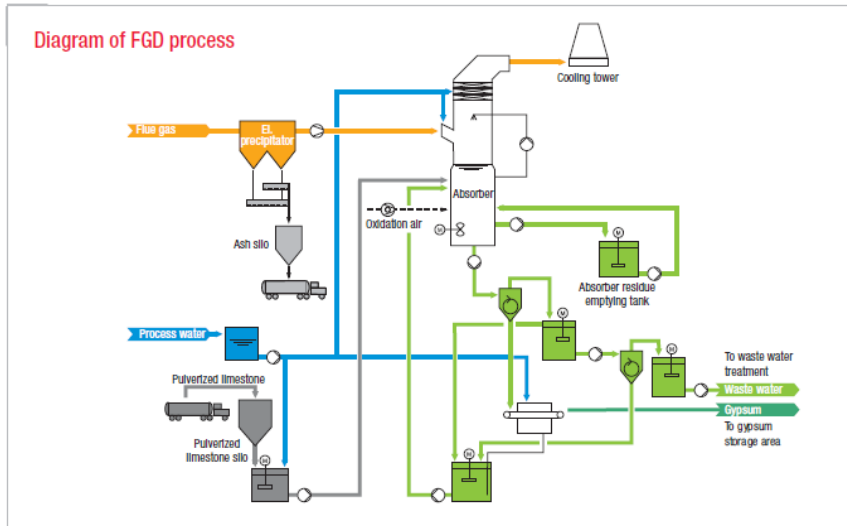 Diagram of FGD process
Cooling tower
Flue gas
El.
precipitator
Absorber
Oxidation air
M
M
Ash silo
Absorber residue
emptying tank
Process water
M
M
To waste water
treatment
Waste water
Pulverized limestone
Gypsum
To gypsum
storage area
Pulverized
limestone silo
M
M